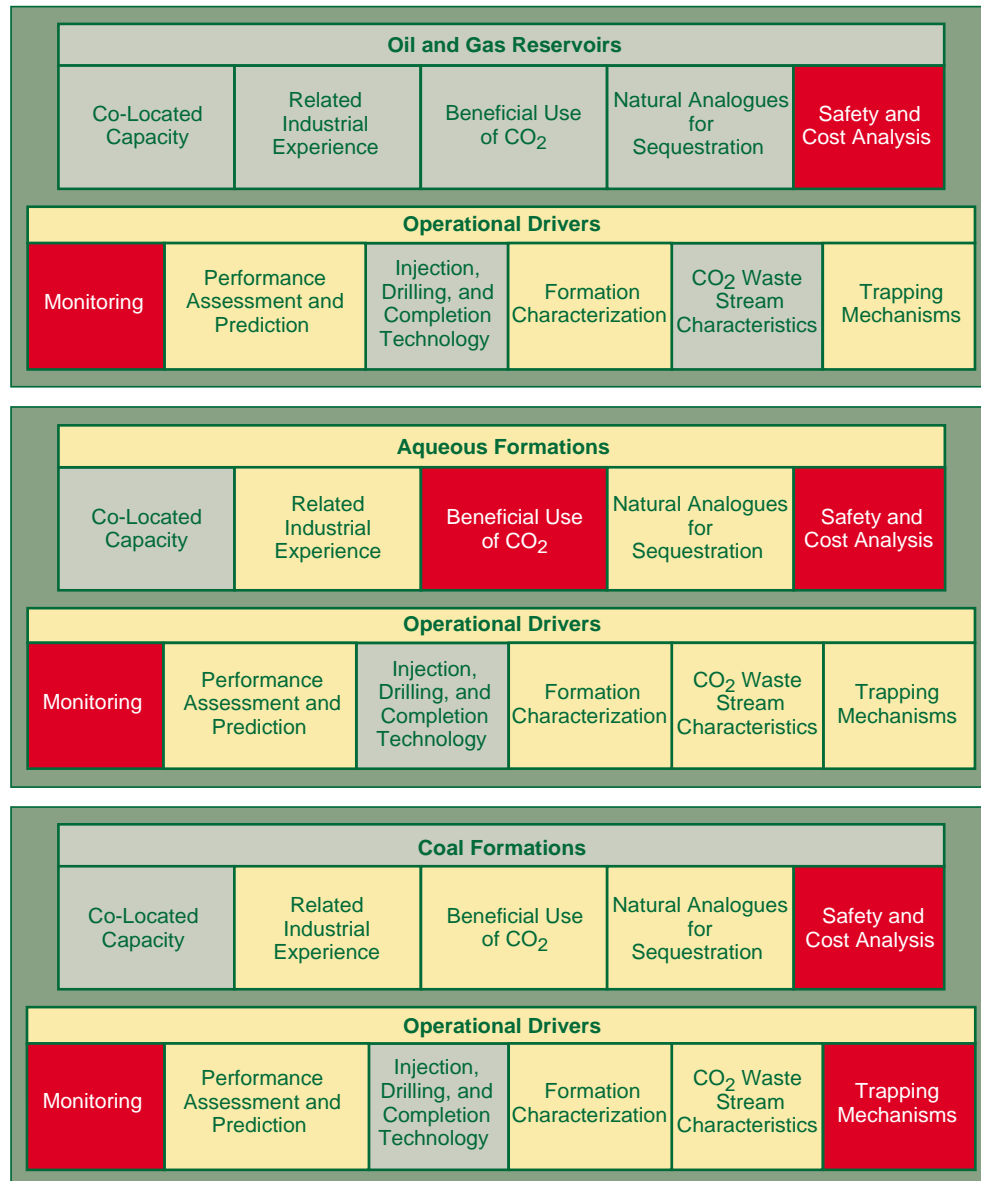 Oil and Gas Reservoirs
Co-Located
Capacity
Related
Industrial
Experience
Beneficial Use
of CO2
Natural Analogues
for
Sequestration
Safety and
Cost Analysis
Operational Drivers
Monitoring
Performance
Assessment and
Prediction
Injection,
Drilling, and
Completion
Technology
Formation
Characterization
CO2 Waste
Stream
Characteristics
Trapping
Mechanisms
Aqueous Formations
Co-Located
Capacity
Related
Industrial
Experience
Beneficial Use
of CO2
Natural Analogues
for
Sequestration
Safety and
Cost Analysis
Operational Drivers
Monitoring
Performance
Assessment and
Prediction
Injection,
Drilling, and
Completion
Technology
Formation
Characterization
CO2 Waste
Stream
Characteristics
Trapping
Mechanisms
Coal Formations
Co-Located
Capacity
Related
Industrial
Experience
Beneficial Use
of CO2
Natural Analogues
for
Sequestration
Safety and
Cost Analysis
Operational Drivers
Monitoring
Performance
Assessment and
Prediction
Injection,
Drilling, and
Completion
Technology
Formation
Characterization
CO2 Waste
Stream
Characteristics
Trapping
Mechanisms